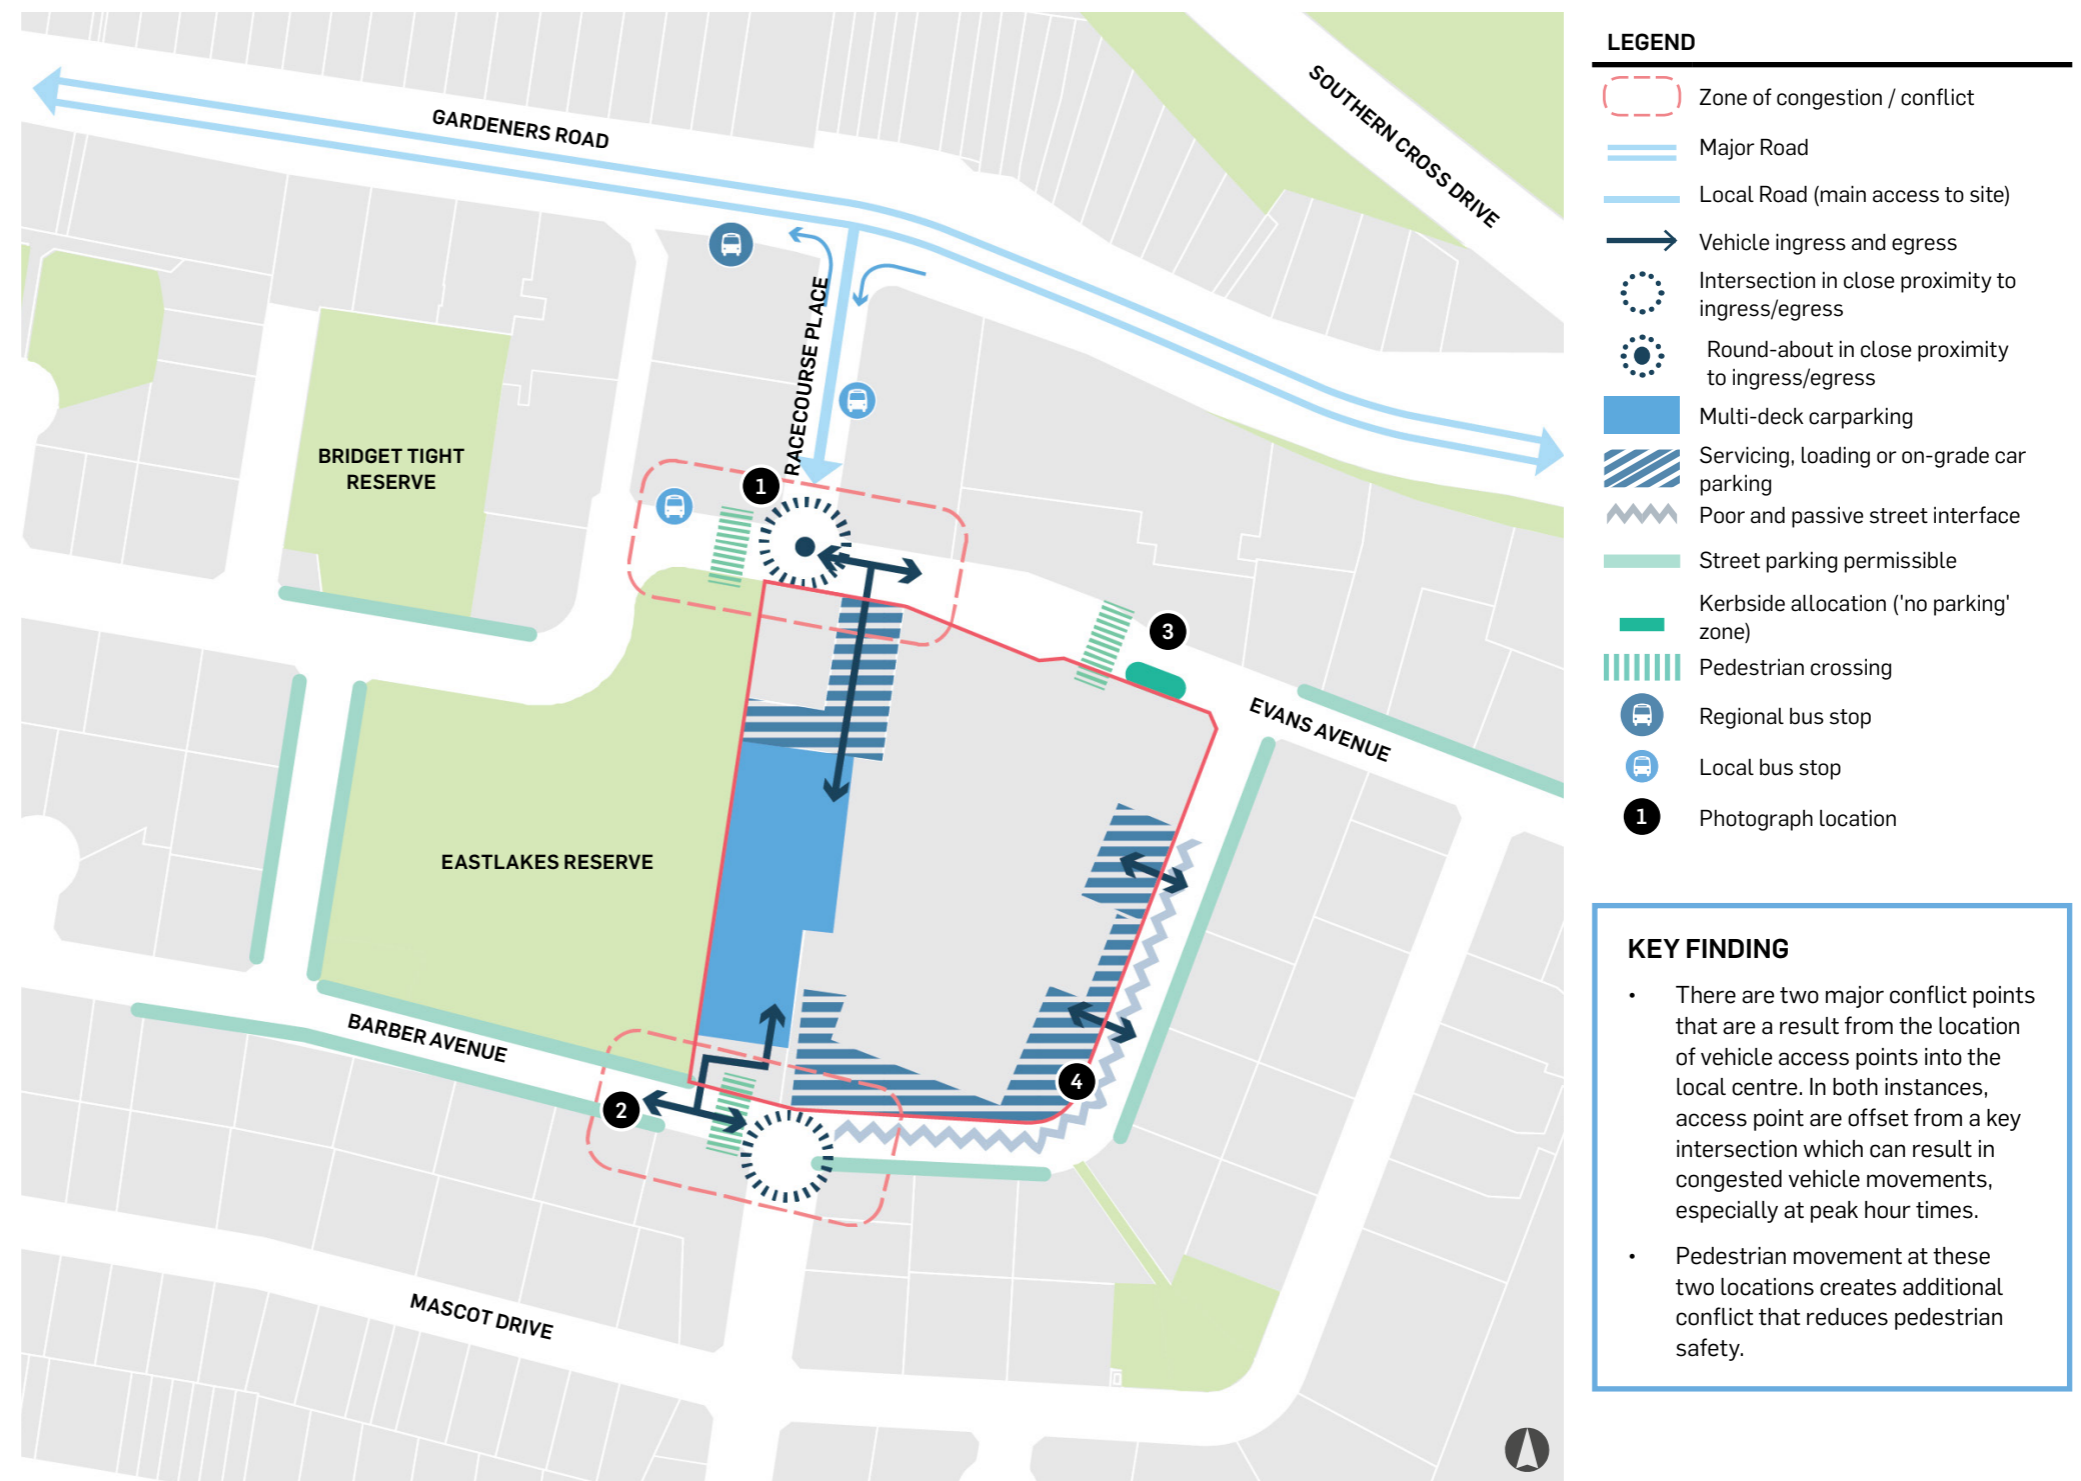 GARDENERS ROAD
SOUTHERN CROSS DRIVE
RACECOURSE PLACE
BRIDGET TIGHT
RESERVE
1
3
EVANS AVENUE
EASTLAKES RESERVE
BARBER AVENUE
2
4
MASCOT DRIVE
LEGEND
Zone of congestion / conflict
Major Road
Local Road (main access to site)
Vehicle ingress and egress
Intersection in close proximity to
ingress/egress
Round-about in close proximity
to ingress/egress
Multi-deck carparking
Servicing, loading or on-grade car
parking
Poor and passive street interface
Street parking permissible
Kerbside allocation ('no parking'
zone)
Pedestrian crossing
Regional bus stop
Local bus stop
1 Photograph location
KEY FINDING
• There are two major conflict points
that are a result from the location
of vehicle access points into the
local centre. In both instances,
access point are offset from a key
intersection which can result in
congested vehicle movements,
especially at peak hour times.
• Pedestrian movement at these
two locations creates additional
conflict that reduces pedestrian
safety.